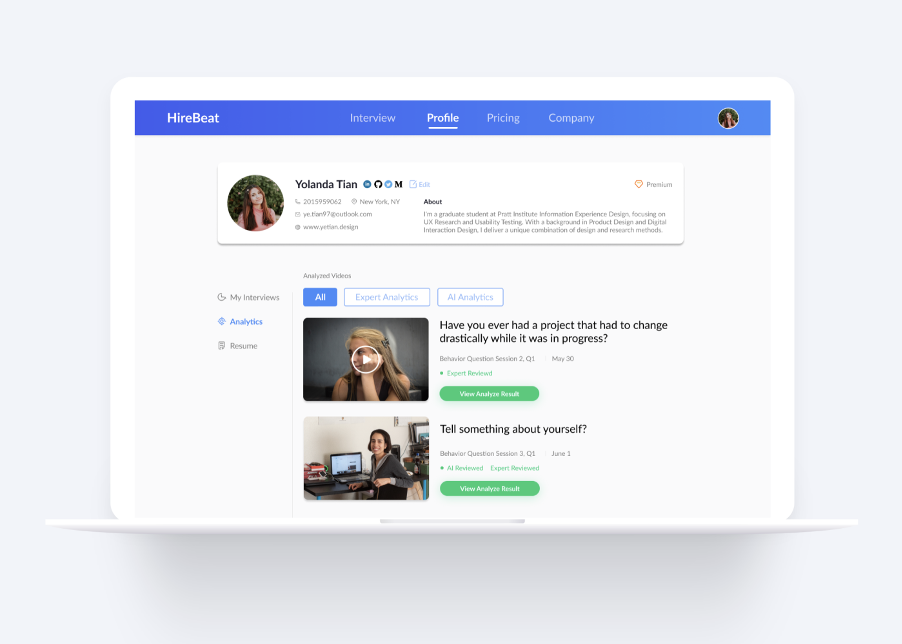 HireBeat
Interview
Profile
Pricing
Company
Yolanda Tian
Edit
Premium
2015959062
New York, NY
ye.tian97@outlook.com
www.yetian.design
About
I'm a graduate student at Pratt Institute Information Experience Design, focusing on
UX Research and Usability Testing. With a background in Product Design and Digital
Interaction Design, I deliver a unique combination of design and research methods.
My Interviews
Analytics
Resume
Analyzed Videos
All
Expert Analytics
AI Analytics
Have you ever had a project that had to change
drastically while it was in progress?
Behavior Question Session 2, Q1
May 30
Expert Reviewd
View Analyze Result
Tell something about yourself?
Behavior Question Session 3, Q1
June 1
AI Reviewed
Expert Reviewed
View Analyze Result